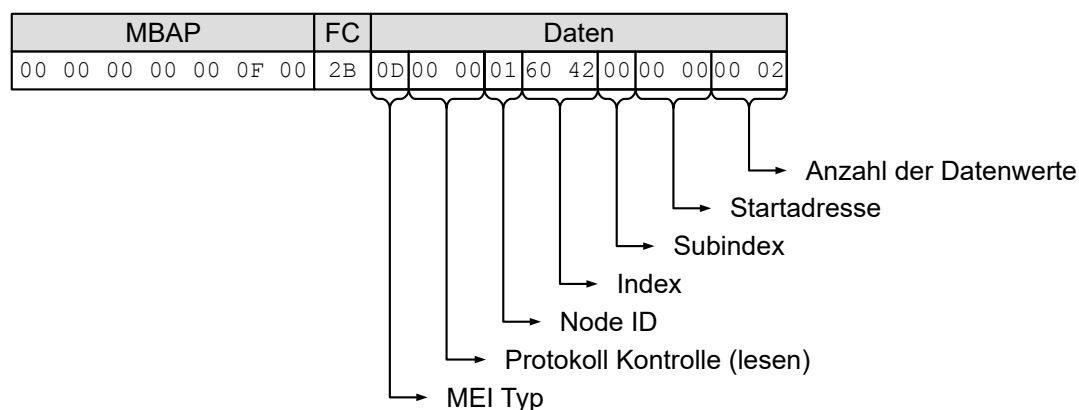 MBAP FC Daten
00 00 00 00 00 0F 00 2B 0D 00 00 01 60 42 00 00 00 00 02
Anzahl der Datenwerte
Startadresse
Subindex
Index
Node ID
Protokoll Kontrolle (lesen)
MEI Typ